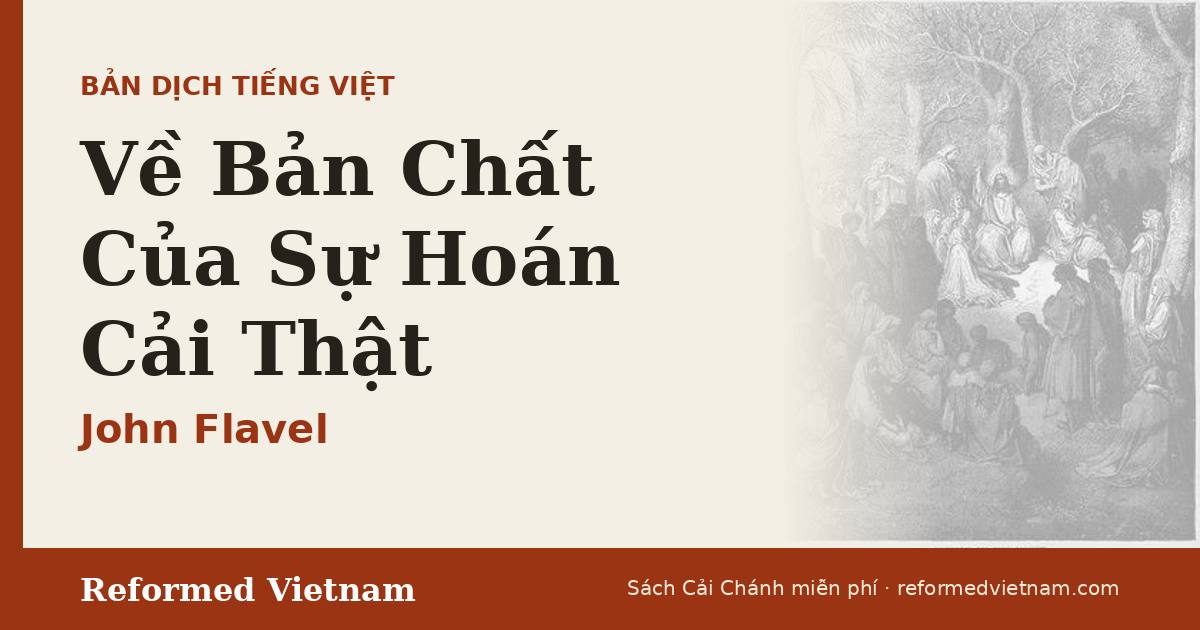 BẢN DỊCH TIẾNG VIỆT
Về Bản Chất
Của Sự Hoán
Cải Thật
John Flavel
Reformed Vietnam
Sách Cải Chánh miễn phí · reformedvietnam.com